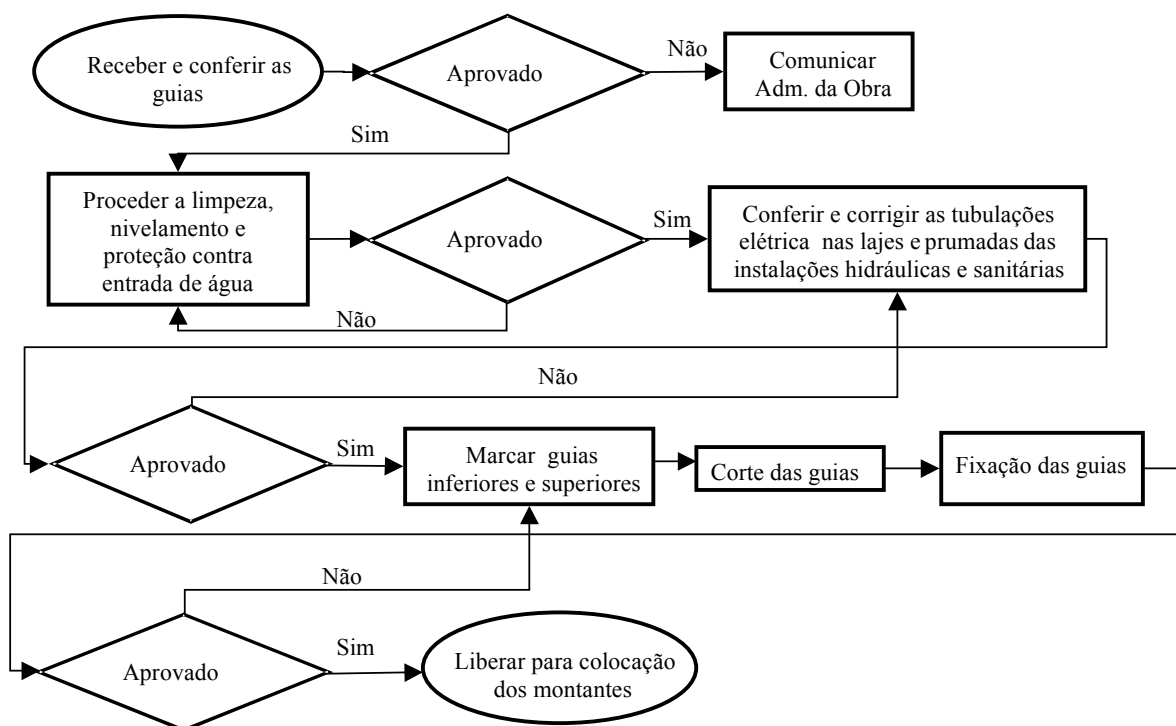 Receber e conferir as
guias
Aprovado
Não
Comunicar
Adm. da Obra
Sim
Proceder a limpeza,
nivelamento e
proteção contra
entrada de água
Aprovado
Sim
Conferir e corrigir as tubulações
elétrica nas lajes e prumadas das
instalações hidráulicas e sanitárias
Não
Não
Aprovado
Sim
Marcar guias
inferiores e superiores
Corte das guias
Fixação das guias
Não
Aprovado
Sim
Liberar para colocação
dos montantes